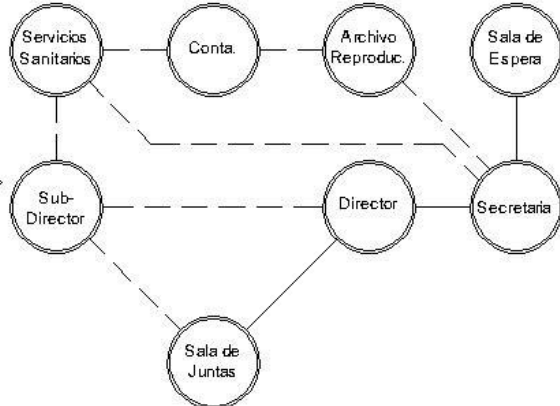 Servicios
Sanitarios
Conta.
Archivo
Reproduc.
Sala de
Espera
Sub-
Director
Director
Secretaria
Sala de
Juntas